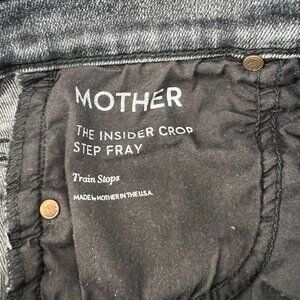 MOTHER
THE INSIDER CROP
STEP FRAY
Train Stops
MADE by MOTHER IN THE U.S.A.